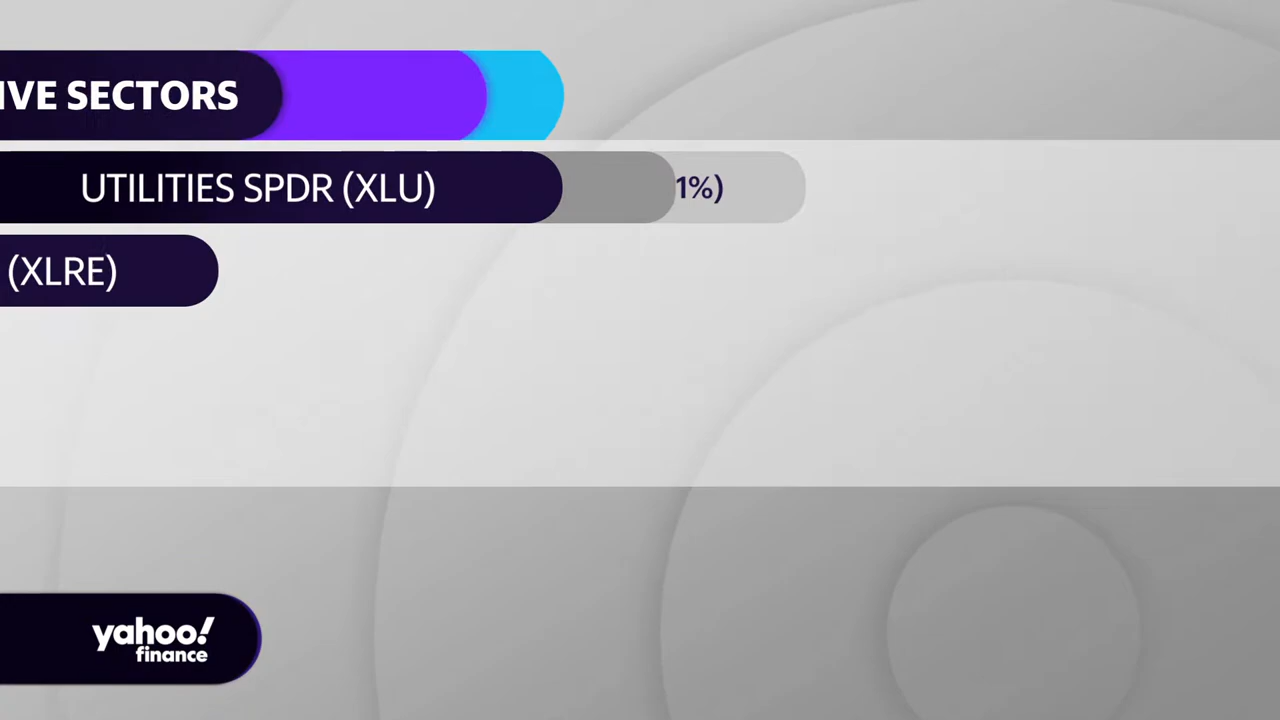 IVE SECTORS
UTILITIES SPDR (XLU)
1%)
(XLRE)
yahoo!
finance